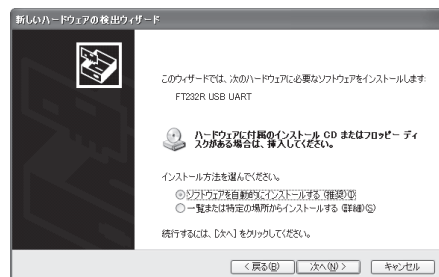 新しいハードウェアの検出ウィザード
このウィザードでは、次のハードウェアに必要なソフトウェアをインストールします:
FT232R USB UART
ハードウェアに付属のインストール CD またはフロッピー ディ
スクがある場合は、挿入してください。
インストール方法を選んでください。
ソフトウェアを自動的にインストールする (推奨)(I)
一覧または特定の場所からインストールする (詳細)(S)
続行するには、[次へ] をクリックしてください。
< 戻る(B)
次へ(N) >
キャンセル